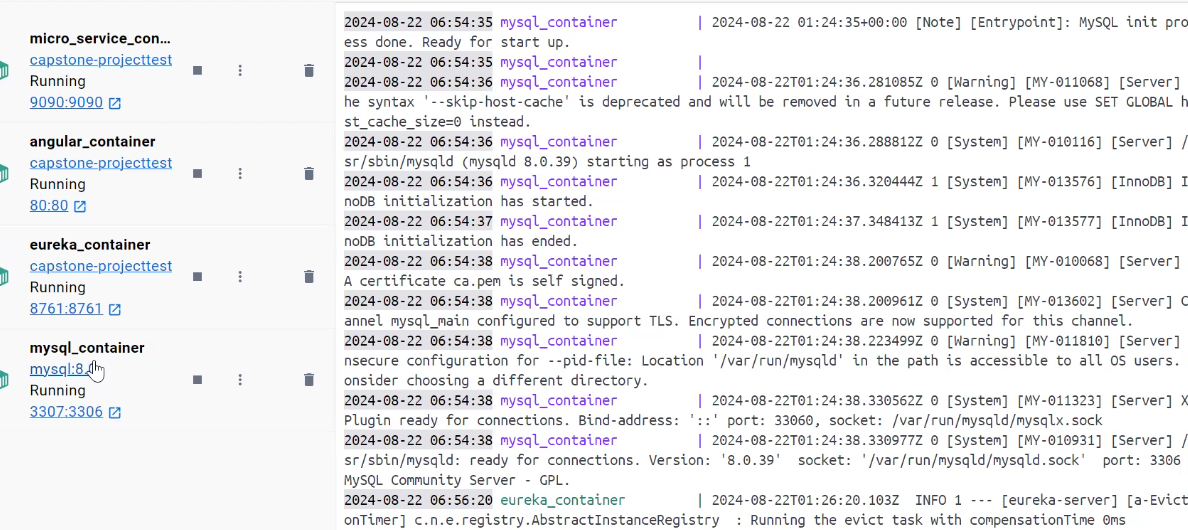 micro_service_con...
capstone-projecttest
Running
9090:9090
angular_container
capstone-projecttest
Running
80:80
eureka_container
capstone-projecttest
Running
8761:8761
mysql_container
mysql:8.
Running
3307:3306
2024-08-22 06:54:35 mysql_container | 2024-08-22 01:24:35+00:00 [Note] [Entrypoint]: MySQL init pro
ess done. Ready for start up.
2024-08-22 06:54:35 mysql_container |
2024-08-22 06:54:36 mysql_container | 2024-08-22T01:24:36.281085Z 0 [Warning] [MY-011068] [Server]
he syntax '--skip-host-cache' is deprecated and will be removed in a future release. Please use SET GLOBAL h
st_cache_size=0 instead.
2024-08-22 06:54:36 mysql_container | 2024-08-22T01:24:36.288812Z 0 [System] [MY-010116] [Server] /
sr/sbin/mysqld (mysqld 8.0.39) starting as process 1
2024-08-22 06:54:36 mysql_container | 2024-08-22T01:24:36.320444Z 1 [System] [MY-013576] [InnoDB] I
noDB initialization has started.
2024-08-22 06:54:37 mysql_container | 2024-08-22T01:24:37.348413Z 1 [System] [MY-013577] [InnoDB] I
noDB initialization has ended.
2024-08-22 06:54:38 mysql_container | 2024-08-22T01:24:38.200765Z 0 [Warning] [MY-010068] [Server]
A certificate ca.pem is self signed.
2024-08-22 06:54:38 mysql_container | 2024-08-22T01:24:38.200961Z 0 [System] [MY-013602] [Server] C
annel mysql_main configured to support TLS. Encrypted connections are now supported for this channel.
2024-08-22 06:54:38 mysql_container | 2024-08-22T01:24:38.223499Z 0 [Warning] [MY-011810] [Server]
nsecure configuration for --pid-file: Location '/var/run/mysqld' in the path is accessible to all OS users.
onsider choosing a different directory.
2024-08-22 06:54:38 mysql_container | 2024-08-22T01:24:38.330562Z 0 [System] [MY-011323] [Server] X
Plugin ready for connections. Bind-address: '::' port: 33060, socket: /var/run/mysqld/mysqlx.sock
2024-08-22 06:54:38 mysql_container | 2024-08-22T01:24:38.330977Z 0 [System] [MY-010931] [Server] /
sr/sbin/mysqld: ready for connections. Version: '8.0.39' socket: '/var/run/mysqld/mysqld.sock' port: 3306
MySQL Community Server - GPL.
2024-08-22 06:56:20 eureka_container | 2024-08-22T01:26:20.103Z INFO 1 --- [eureka-server] [a-Evict
onTimer] c.n.e.registry.AbstractInstanceRegistry : Running the evict task with compensationTime 0ms